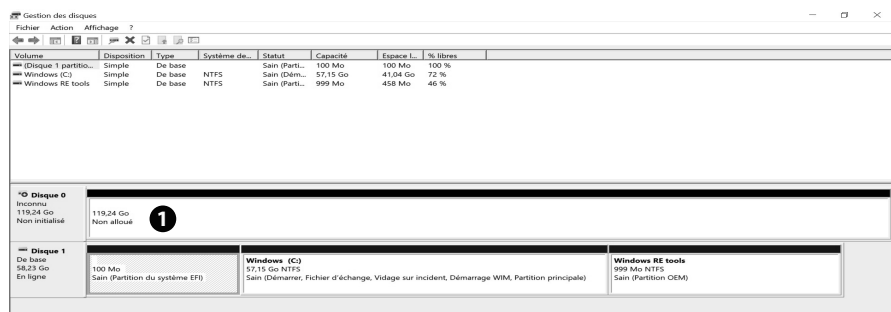 Gestion des disques
Fichier Action Affichage ?
Volume Disposition Type Système de... Statut Capacité Espace l... % libres
(Disque 1 partitio... Simple De base Sain (Parti... 100 Mo 100 Mo 100 %
Windows (C:) Simple De base NTFS Sain (Dém... 57,15 Go 41,04 Go 72 %
Windows RE tools Simple De base NTFS Sain (Parti... 999 Mo 458 Mo 46 %
Disque 0
Inconnu
119,24 Go
Non initialisé
119,24 Go
Non alloué
1
Disque 1
De base
58,23 Go
En ligne
100 Mo
Sain (Partition du système EFI)
Windows (C:)
57,15 Go NTFS
Sain (Démarrer, Fichier d'échange, Vidage sur incident, Démarrage WIM, Partition principale)
Windows RE tools
999 Mo NTFS
Sain (Partition OEM)